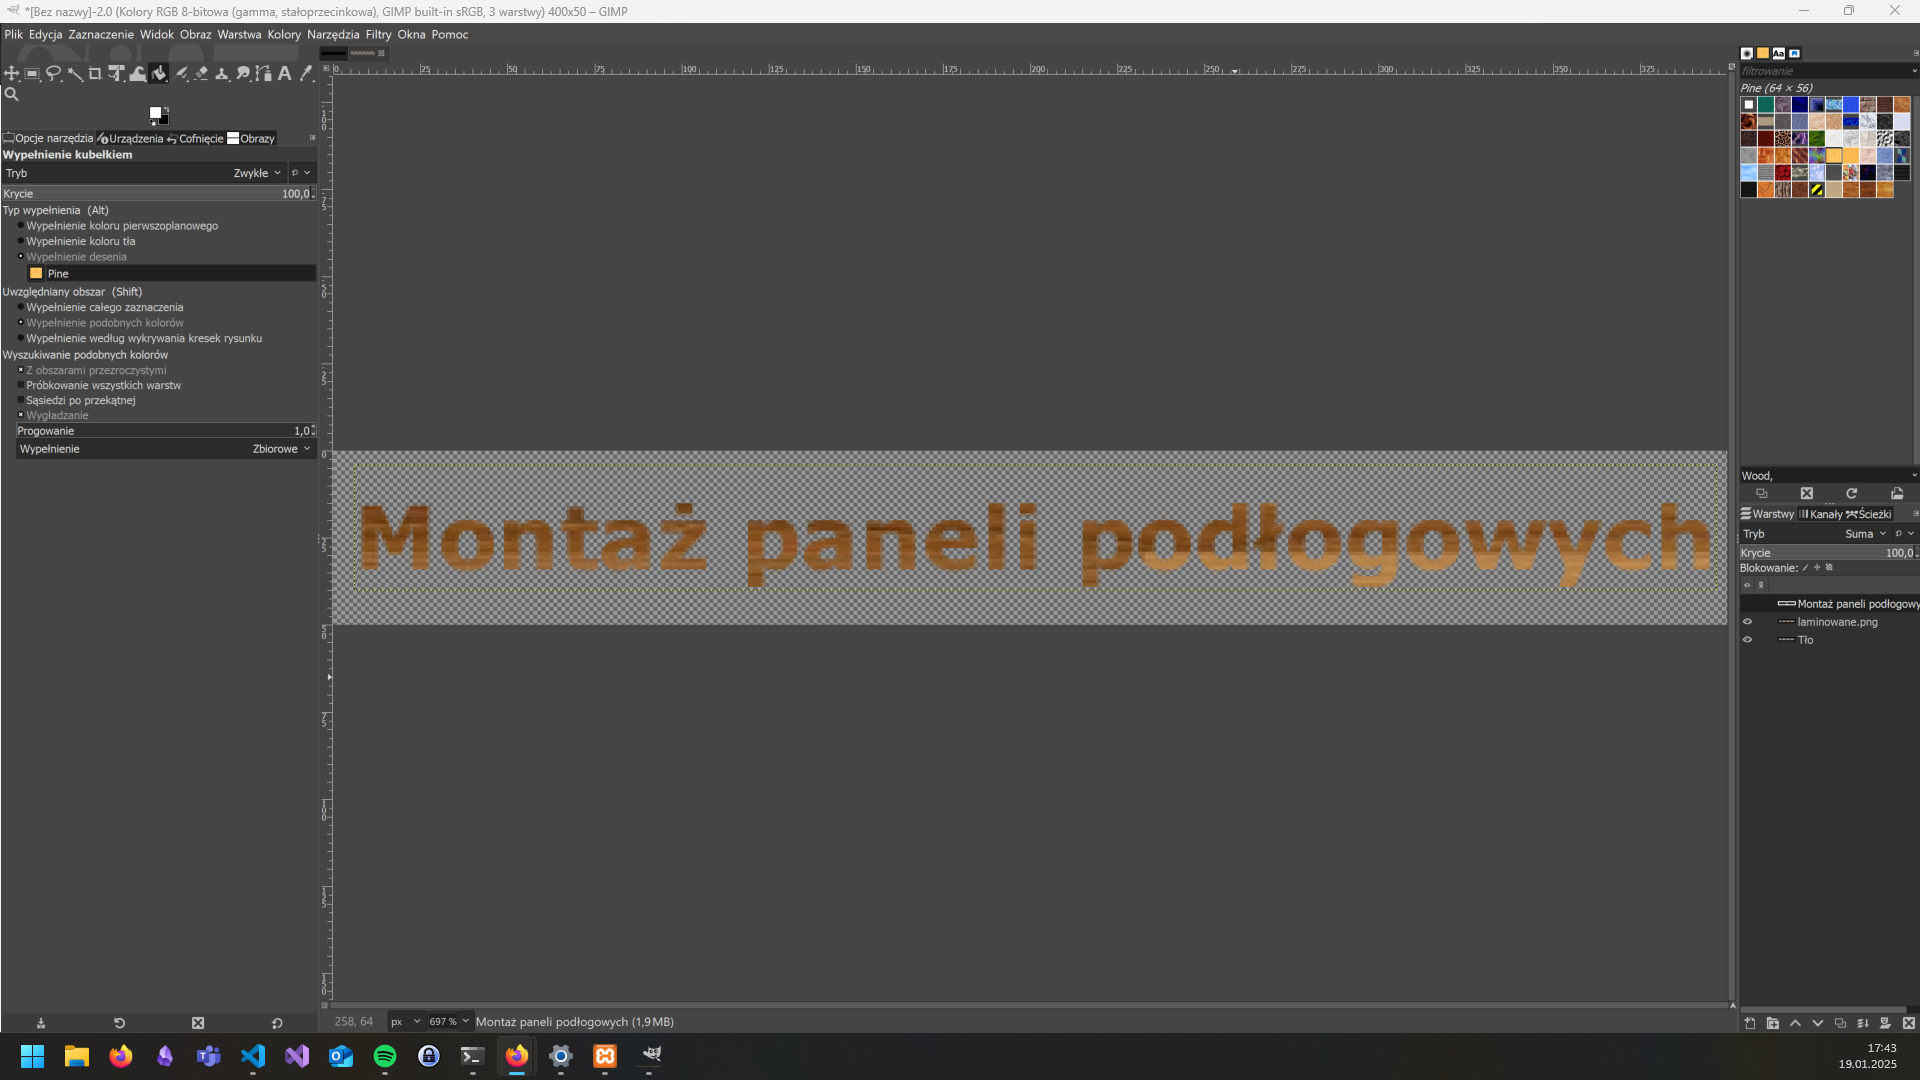 *[Bez nazwy]-2.0 (Kolory RGB 8-bitowa (gamma, stałoprzecinkowa), GIMP built-in sRGB, 3 warstwy) 400x50 – GIMP
Plik Edycja Zaznaczenie Widok Obraz Warstwa Kolory Narzędzia Filtry Okna Pomoc
Opcje narzędzia Urządzenia Cofnięcie Obrazy
Wypełnienie kubełkiem
Tryb Zwykłe
Krycie 100,0
Typ wypełnienia (Alt)
Wypełnienie koloru pierwszoplanowego
Wypełnienie koloru tła
Wypełnienie desenia
Pine
Uwzględniany obszar (Shift)
Wypełnienie całego zaznaczenia
Wypełnienie podobnych kolorów
Wypełnienie według wykrywania kresek rysunku
Wyszukiwanie podobnych kolorów
Z obszarami przezroczystymi
Próbkowanie wszystkich warstw
Sąsiedzi po przekątnej
Wygładzanie
Progowanie 1,0
Wypełnienie Zbiorowe
0 25 50 75 100 125 150 175 200 225 250 275 300 325 350 375
Montaż paneli podłogowych
258, 64 px 697 % Montaż paneli podłogowych (1,9 MB)
filtrowanie
Pine (64 × 56)
Wood,
Warstwy Kanały Ścieżki
Tryb Suma
Krycie 100,0
Blokowanie:
Montaż paneli podłogowy
laminowane.png
Tło
17:43
19.01.2025